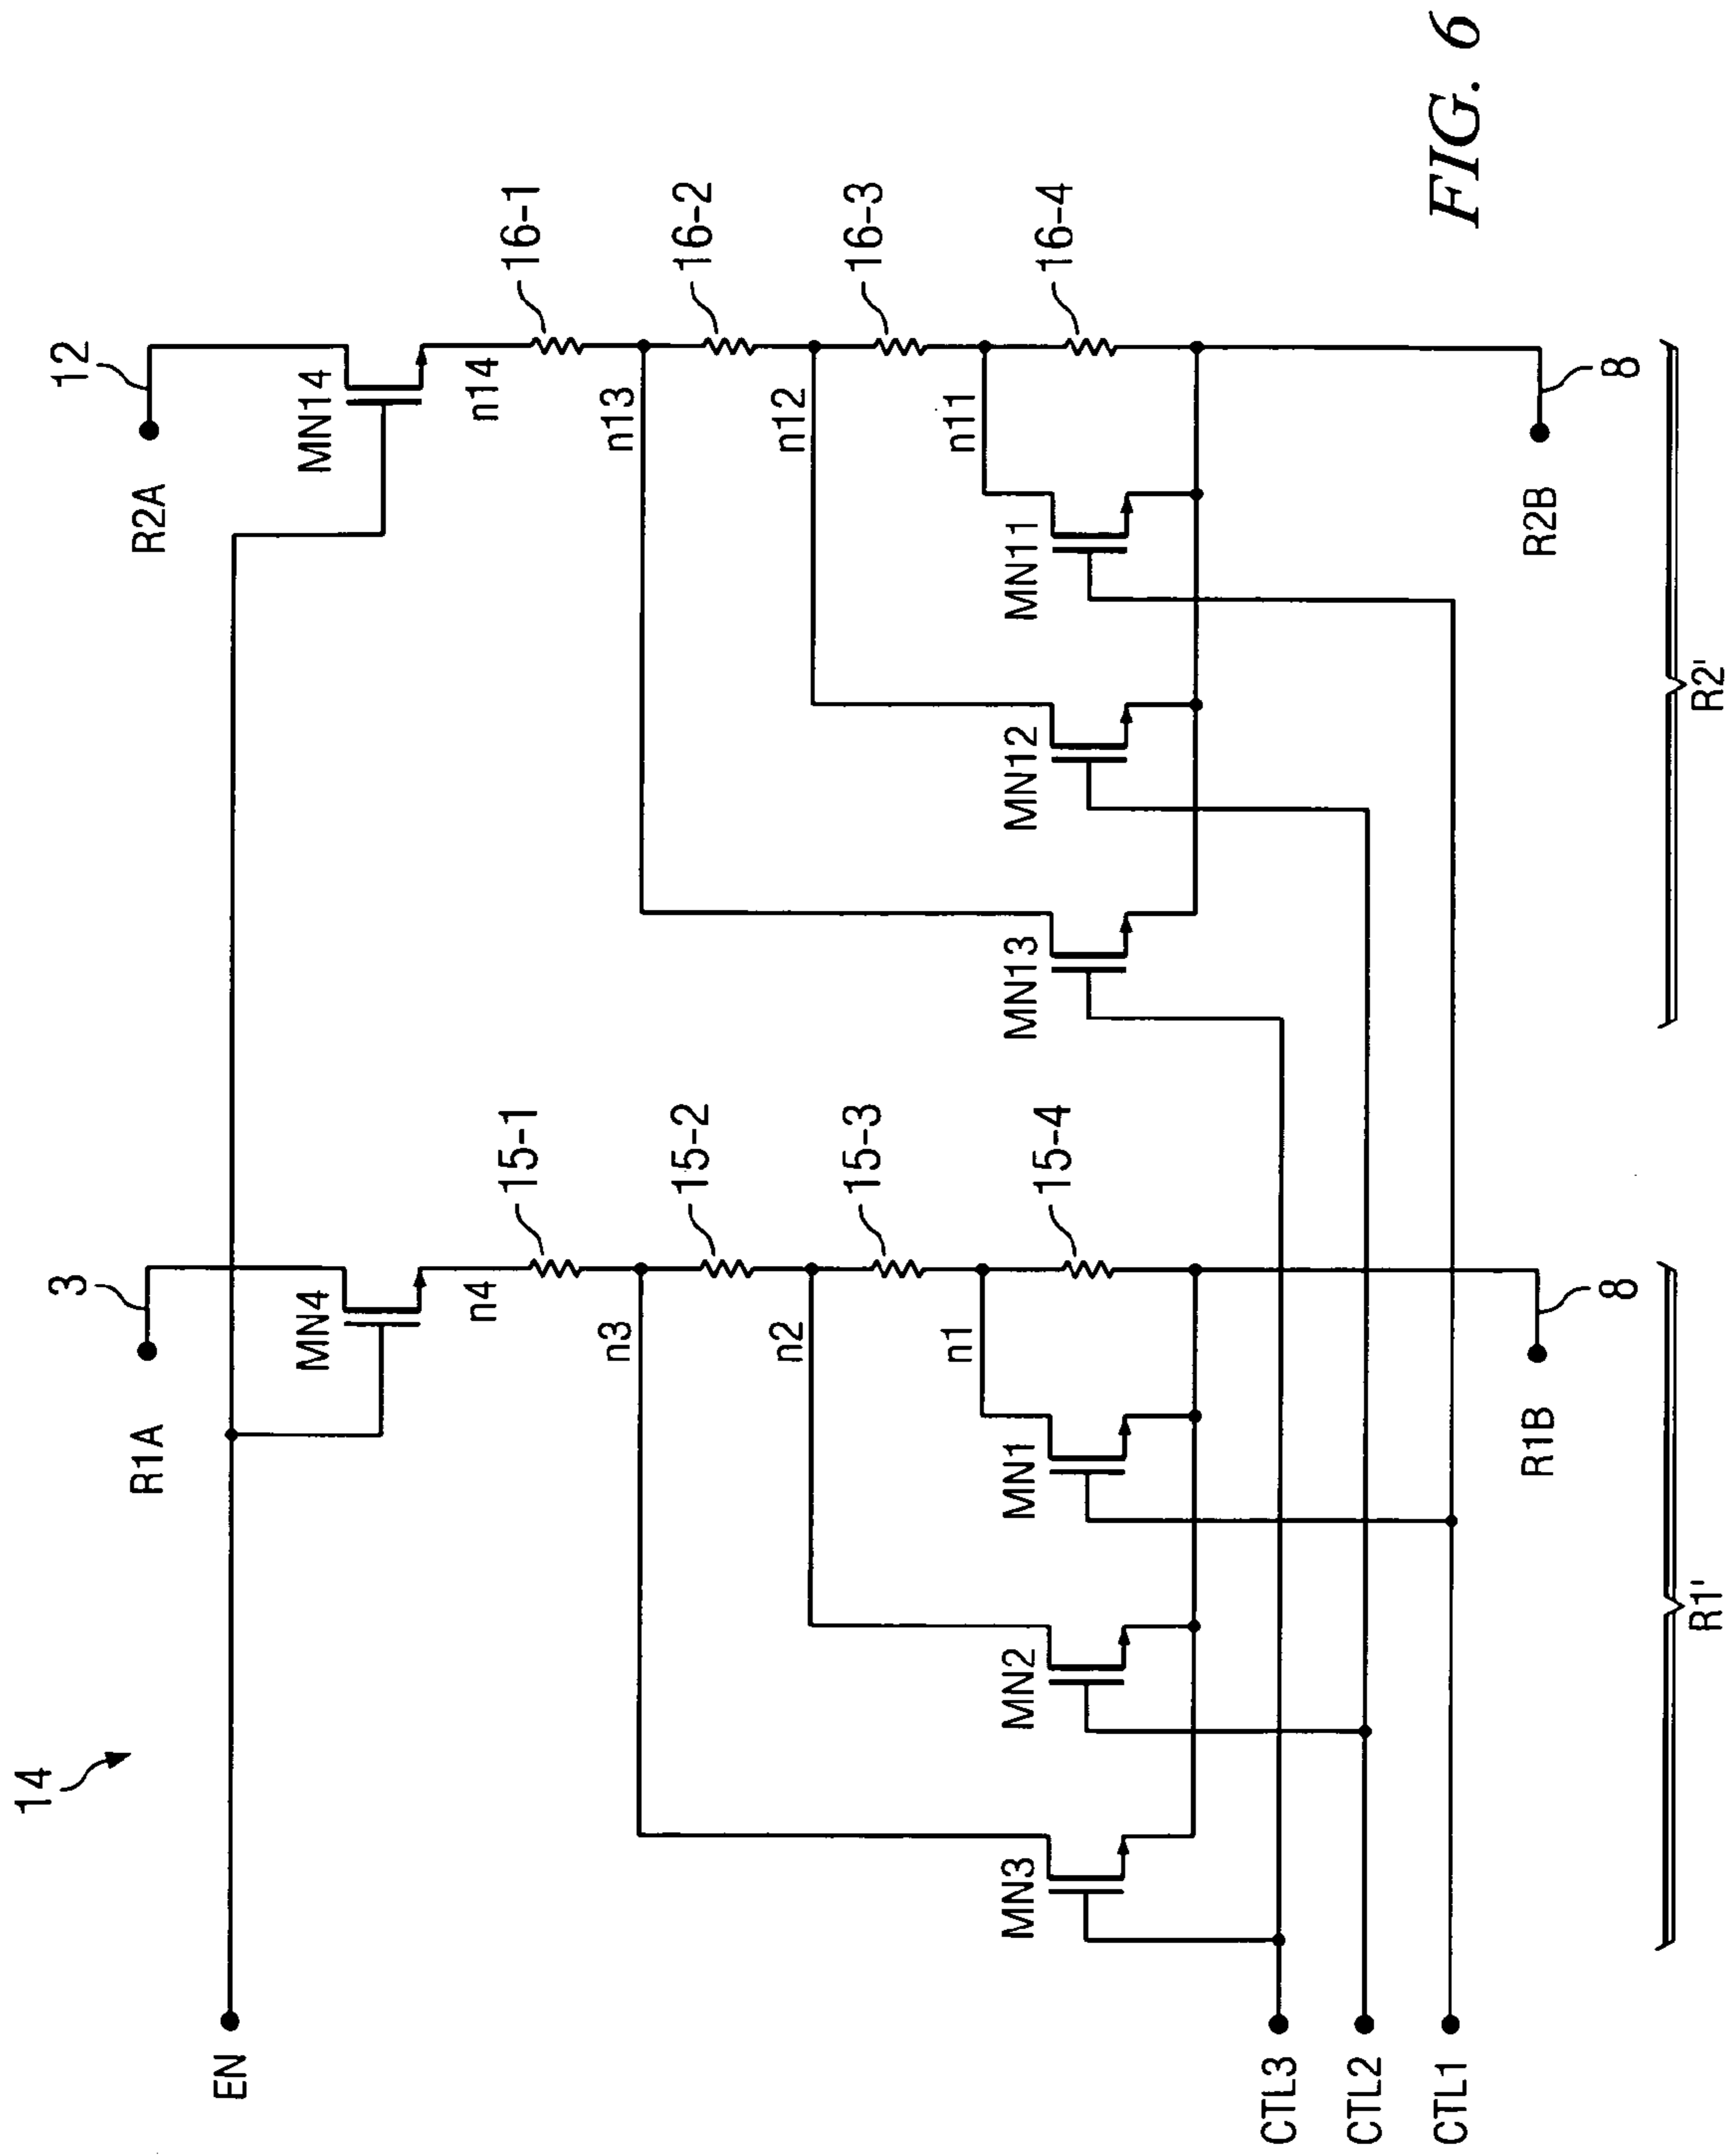 14
EN
R1A
3
R2A
12
MN4
MN14
n4
n14
15-1
16-1
n3
n13
15-2
16-2
n2
n12
15-3
16-3
n1
n11
15-4
16-4
MN3
MN2
MN1
MN13
MN12
MN11
CTL3
CTL2
CTL1
R1B
8
R2B
8
R1'
R2'
FIG. 6